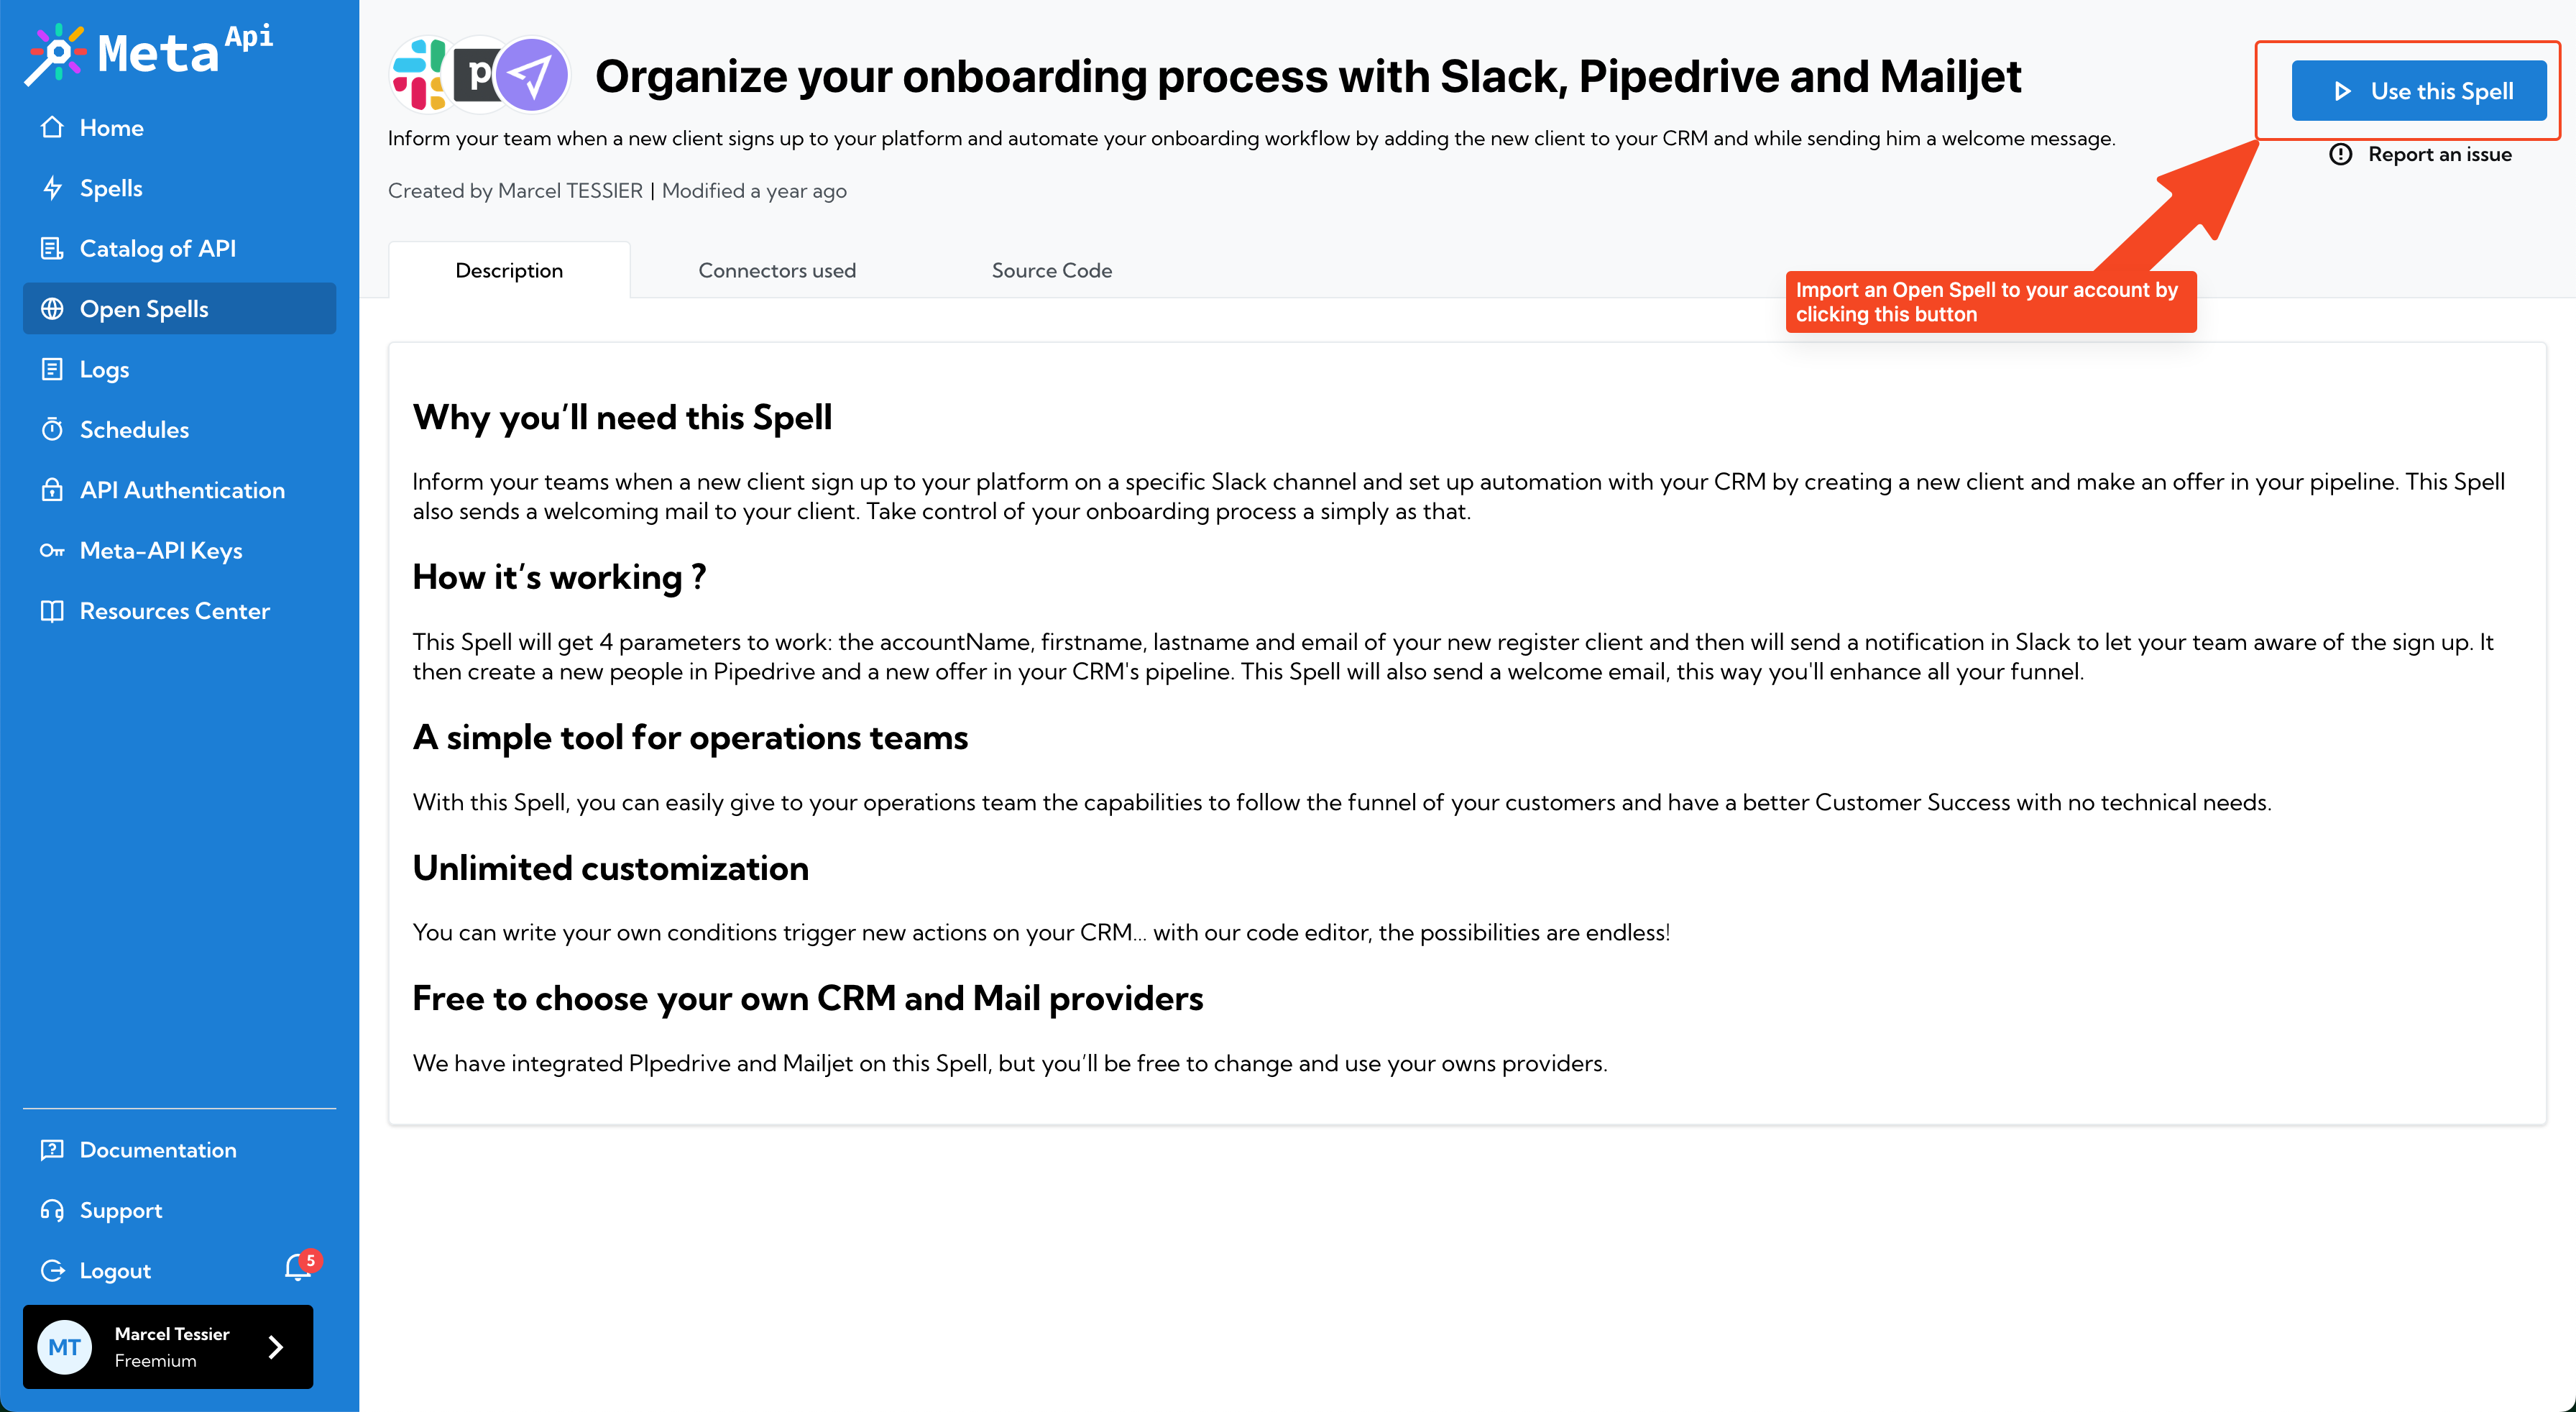 Meta Api
Home
Spells
Catalog of API
Open Spells
Logs
Schedules
API Authentication
Meta-API Keys
Resources Center
Documentation
Support
Logout
5
MT
Marcel Tessier
Freemium
p
Organize your onboarding process with Slack, Pipedrive and Mailjet
Use this Spell
Inform your team when a new client signs up to your platform and automate your onboarding workflow by adding the new client to your CRM and while sending him a welcome message.
Report an issue
Created by Marcel TESSIER | Modified a year ago
Description
Connectors used
Source Code
Import an Open Spell to your account by
clicking this button
Why you’ll need this Spell
Inform your teams when a new client sign up to your platform on a specific Slack channel and set up automation with your CRM by creating a new client and make an offer in your pipeline. This Spell
also sends a welcoming mail to your client. Take control of your onboarding process a simply as that.
How it’s working ?
This Spell will get 4 parameters to work: the accountName, firstname, lastname and email of your new register client and then will send a notification in Slack to let your team aware of the sign up. It
then create a new people in Pipedrive and a new offer in your CRM's pipeline. This Spell will also send a welcome email, this way you'll enhance all your funnel.
A simple tool for operations teams
With this Spell, you can easily give to your operations team the capabilities to follow the funnel of your customers and have a better Customer Success with no technical needs.
Unlimited customization
You can write your own conditions trigger new actions on your CRM... with our code editor, the possibilities are endless!
Free to choose your own CRM and Mail providers
We have integrated PIpedrive and Mailjet on this Spell, but you’ll be free to change and use your owns providers.